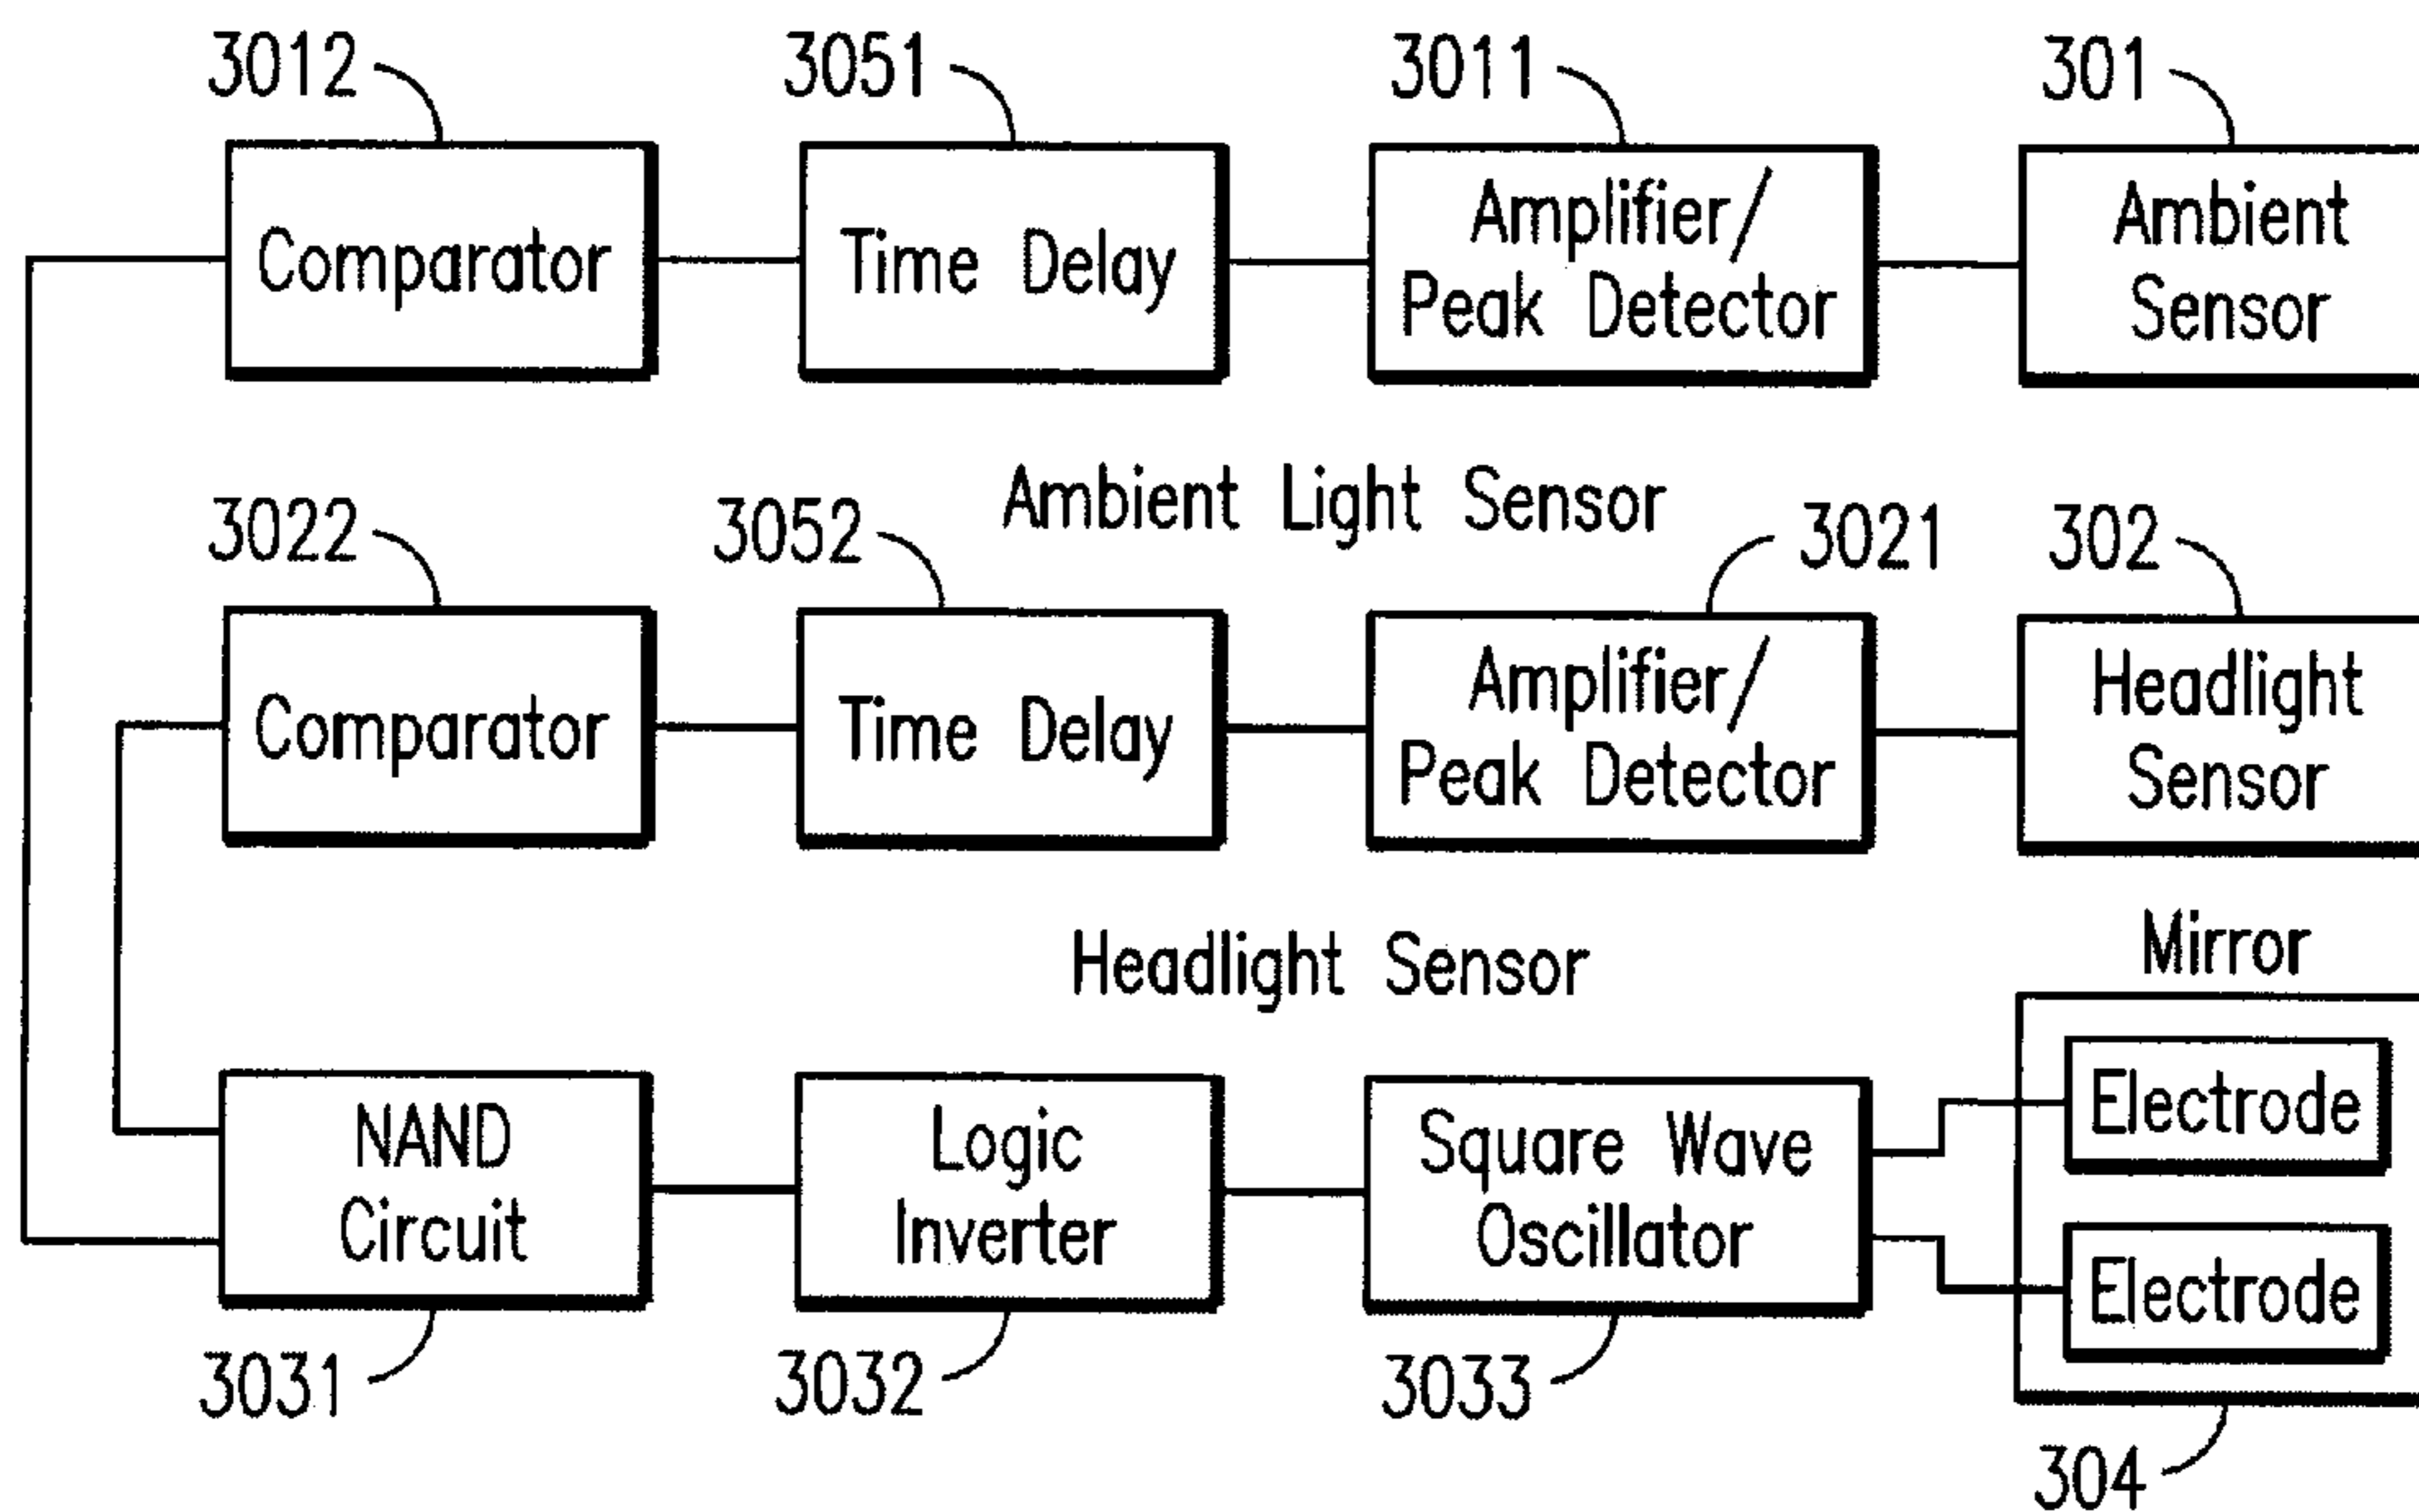 3012
3051
3011
301
Comparator
Time Delay
Amplifier/
Peak Detector
Ambient
Sensor
Ambient Light Sensor
3022
3052
3021
302
Comparator
Time Delay
Amplifier/
Peak Detector
Headlight
Sensor
Headlight Sensor
Mirror
NAND
Circuit
Logic
Inverter
Square Wave
Oscillator
Electrode
Electrode
3031
3032
3033
304